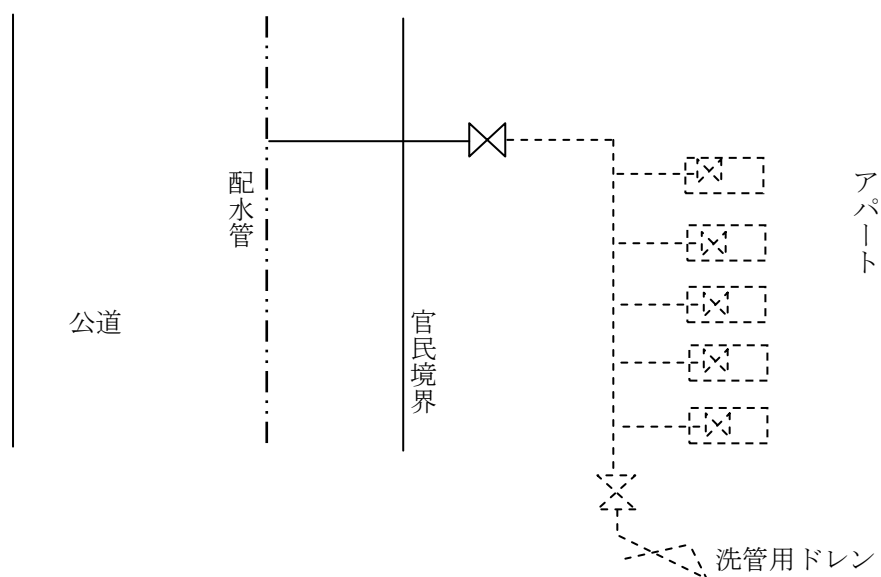 配水管
アパート
公道
官民境界
洗管用ドレン